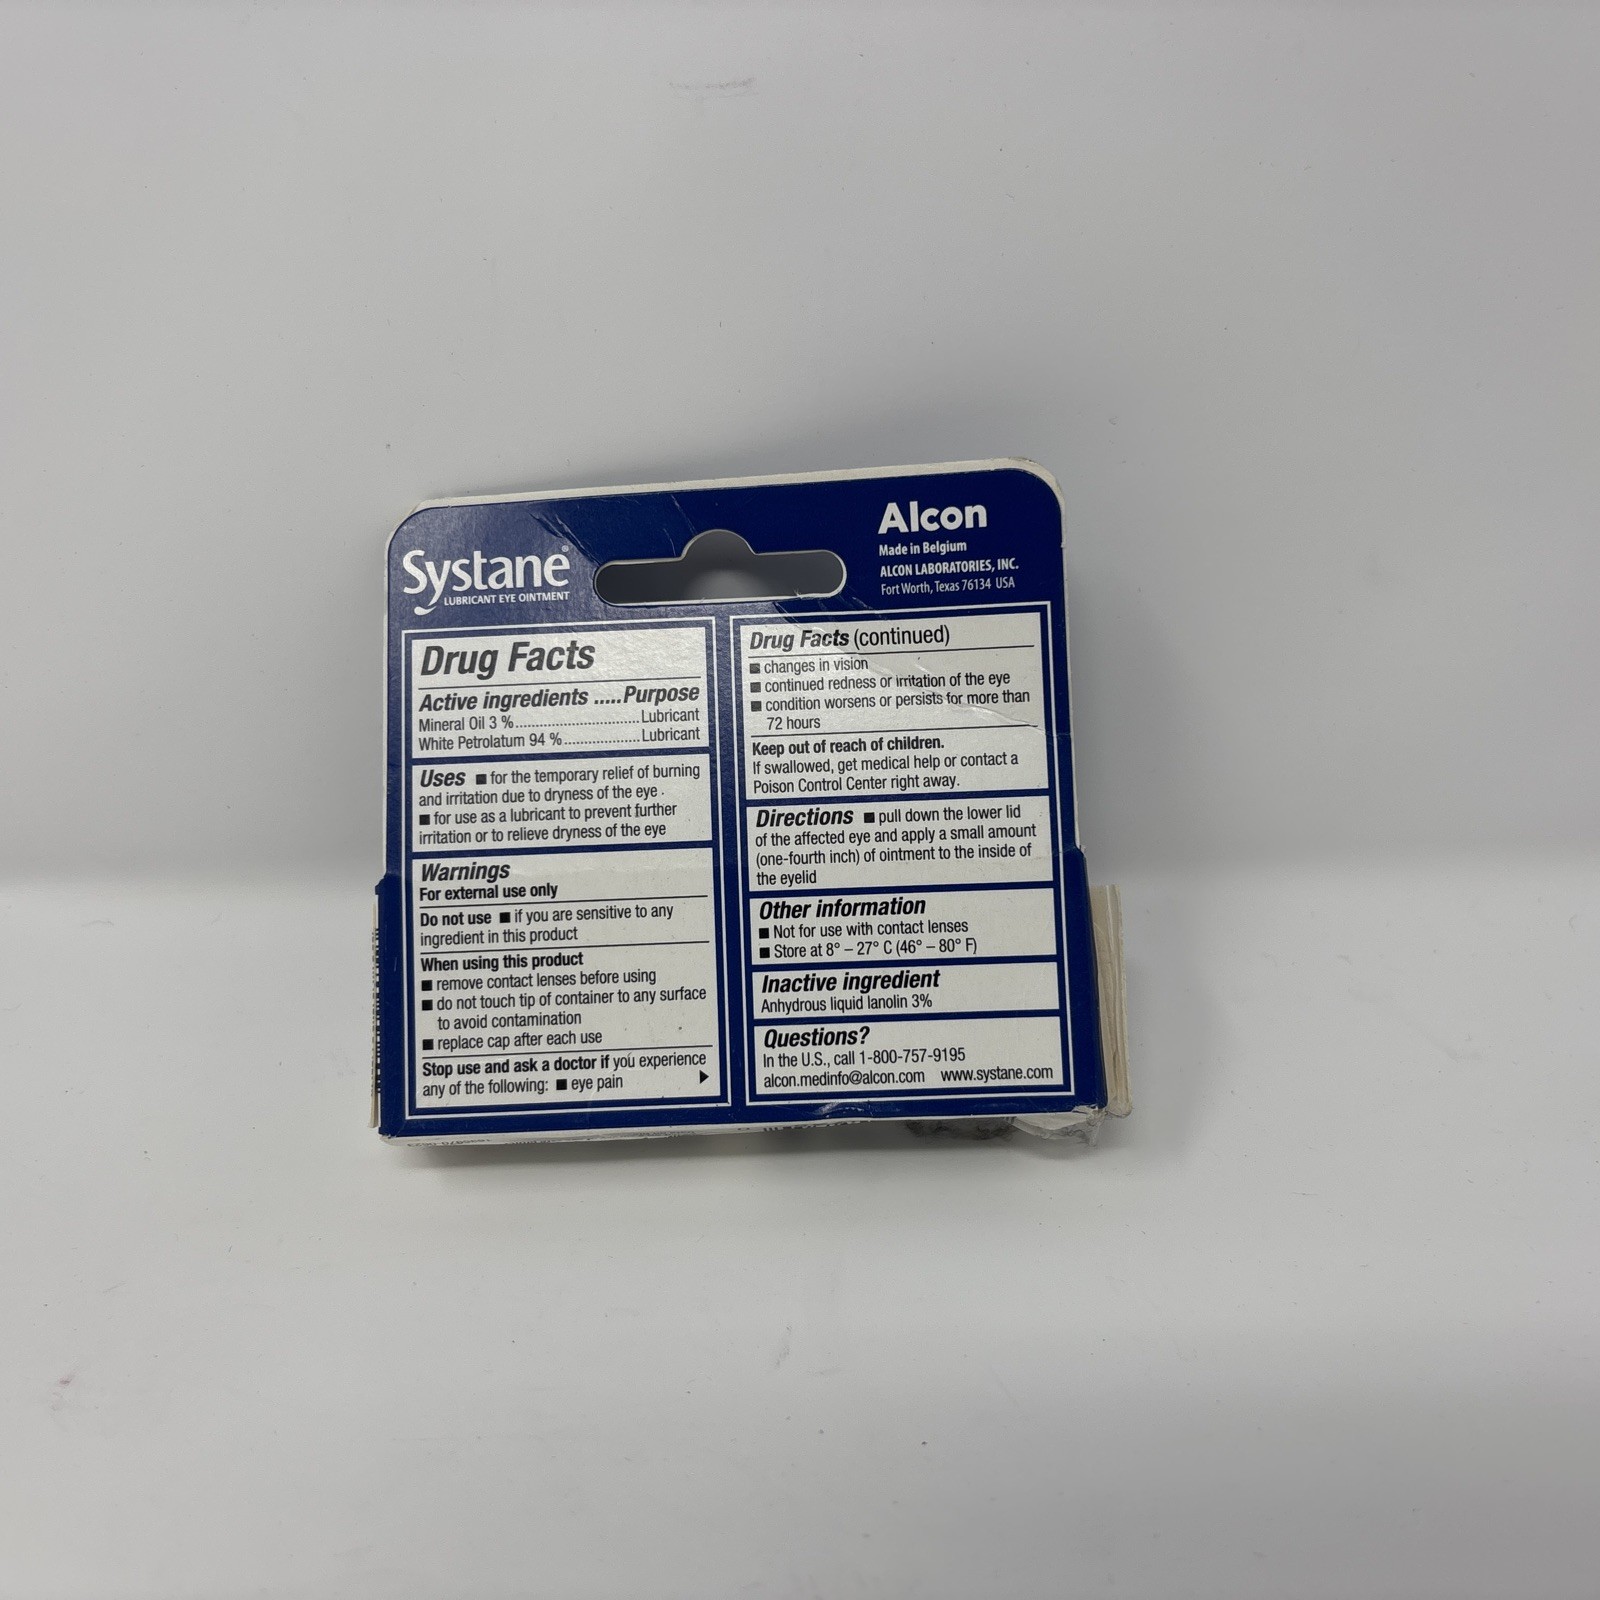 Systane®
LUBRICANT EYE OINTMENT
Alcon
Made in Belgium
ALCON LABORATORIES, INC.
Fort Worth, Texas 76134 USA
Drug Facts
Active ingredients .....Purpose
Mineral Oil 3 %..............................Lubricant
White Petrolatum 94 %..................Lubricant
Uses ■ for the temporary relief of burning
and irritation due to dryness of the eye .
■ for use as a lubricant to prevent further
irritation or to relieve dryness of the eye
Warnings
For external use only
Do not use ■ if you are sensitive to any
ingredient in this product
When using this product
■ remove contact lenses before using
■ do not touch tip of container to any surface
to avoid contamination
■ replace cap after each use
Stop use and ask a doctor if you experience
any of the following: ■ eye pain ▶
Drug Facts (continued)
■ changes in vision
■ continued redness or irritation of the eye
■ condition worsens or persists for more than
72 hours
Keep out of reach of children.
If swallowed, get medical help or contact a
Poison Control Center right away.
Directions ■ pull down the lower lid
of the affected eye and apply a small amount
(one-fourth inch) of ointment to the inside of
the eyelid
Other information
■ Not for use with contact lenses
■ Store at 8° – 27° C (46° – 80° F)
Inactive ingredient
Anhydrous liquid lanolin 3%
Questions?
In the U.S., call 1-800-757-9195
alcon.medinfo@alcon.com www.systane.com